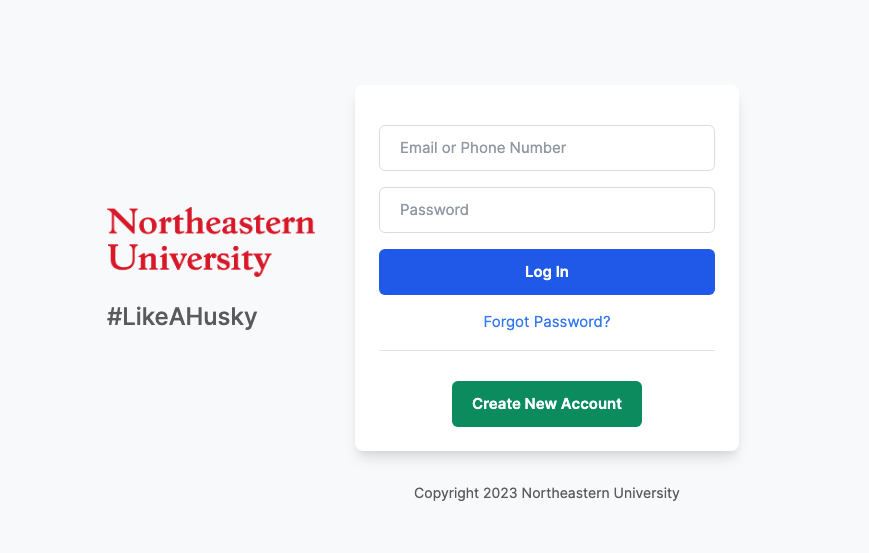 Northeastern
University
#LikeAHusky
Email or Phone Number
Password
Log In
Forgot Password?
Create New Account
Copyright 2023 Northeastern University